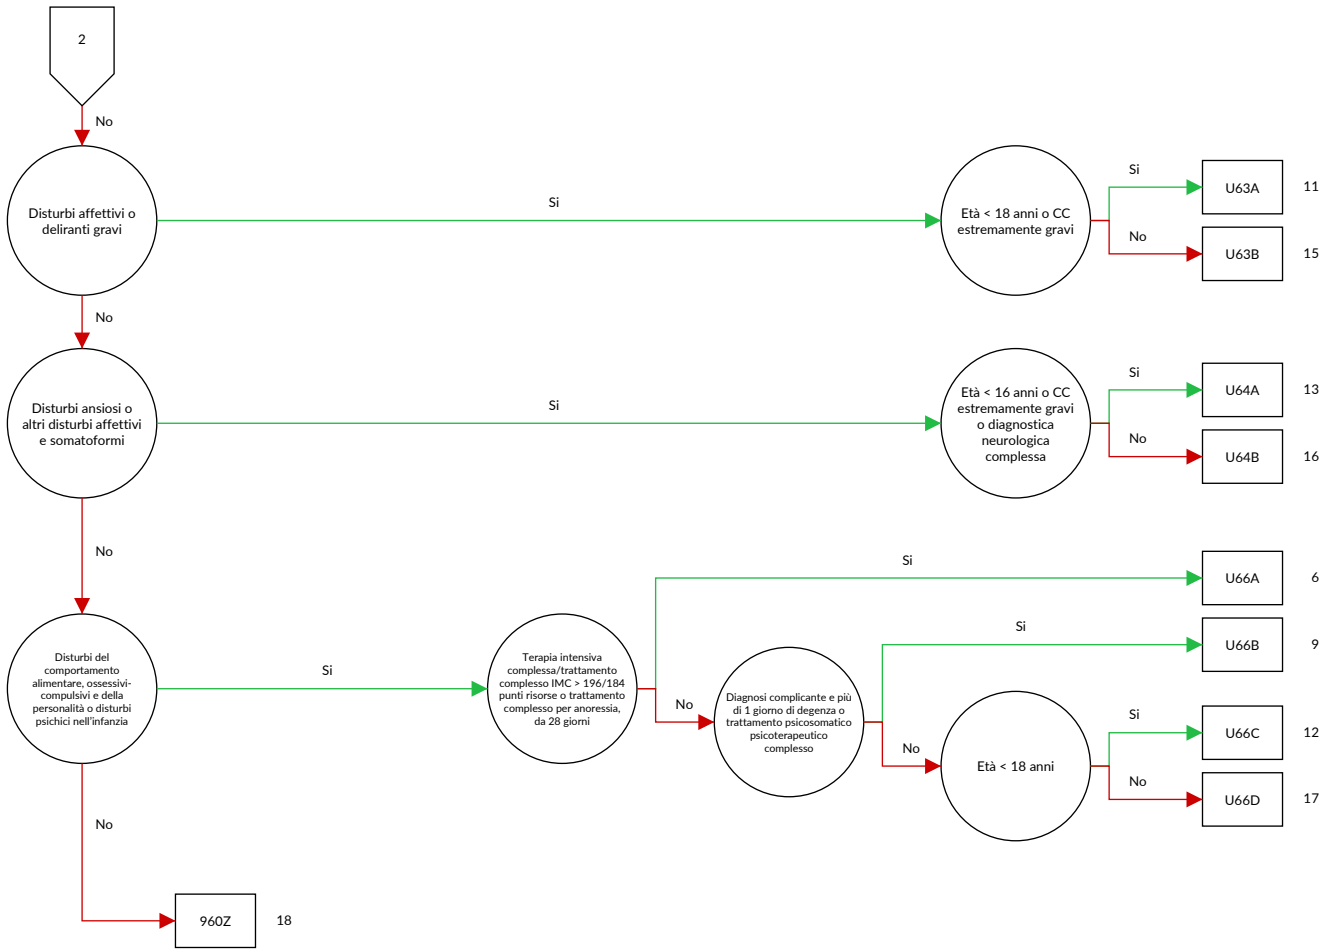 2
No
Disturbi affettivi o
deliranti gravi
Si
Età < 18 anni o CC
estremamente gravi
Si
U63A
11
No
U63B
15
No
Disturbi ansiosi o
altri disturbi affettivi
e somatoformi
Si
Età < 16 anni o CC
estremamente gravi
o diagnostica
neurologica
complessa
Si
U64A
13
No
U64B
16
No
Disturbi del
comportamento
alimentare, ossessivi-
compulsivi e della
personalità o disturbi
psichici nell'infanzia
Si
Terapia intensiva
complessa/trattamento
complesso IMC > 196/184
punti risorse o trattamento
complesso per anoressia,
da 28 giorni
Si
U66A
6
No
Diagnosi complicante e più
di 1 giorno di degenza o
trattamento psicosomatico
psicoterapeutico
complesso
Si
U66B
9
No
Età < 18 anni
Si
U66C
12
No
U66D
17
No
960Z
18